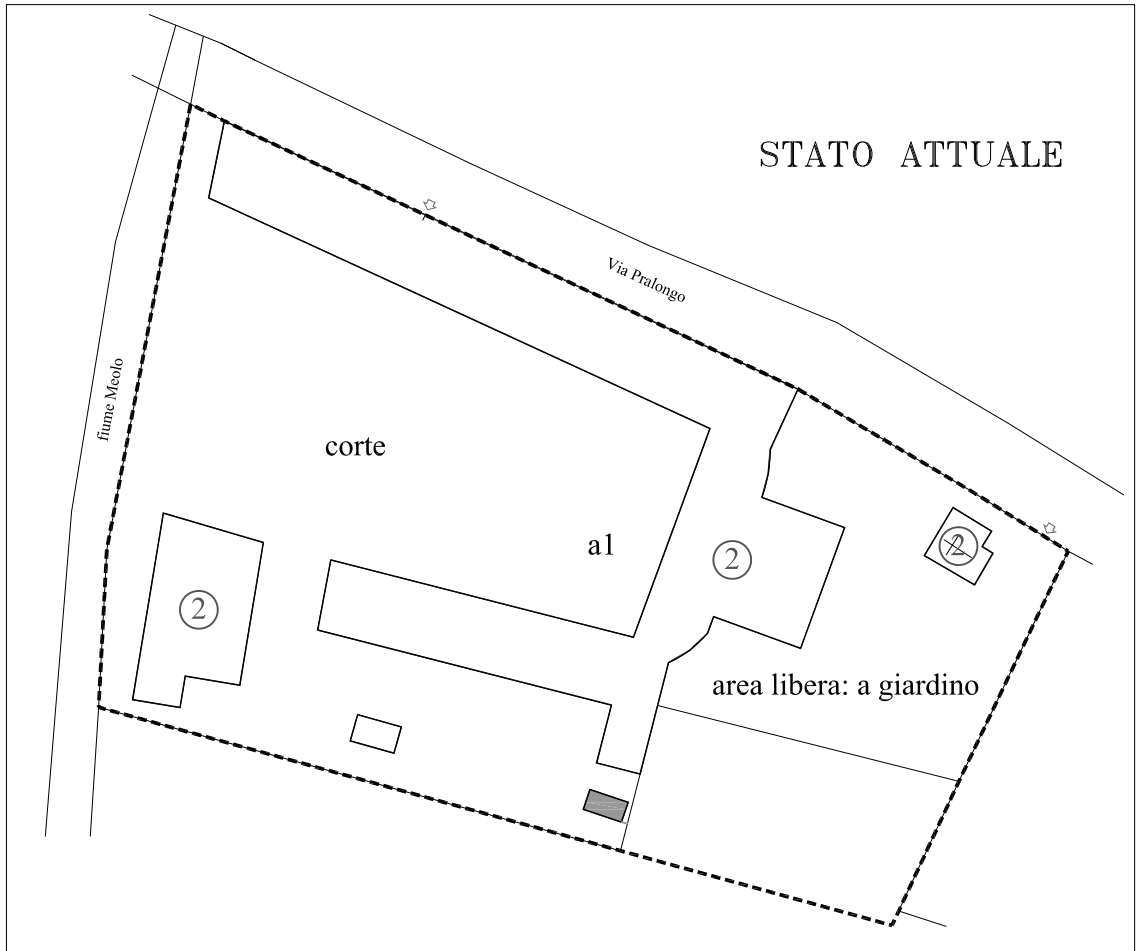 STATO ATTUALE
Via Pralongo
fiume Meolo
corte
a1
2
2
2
area libera: a giardino